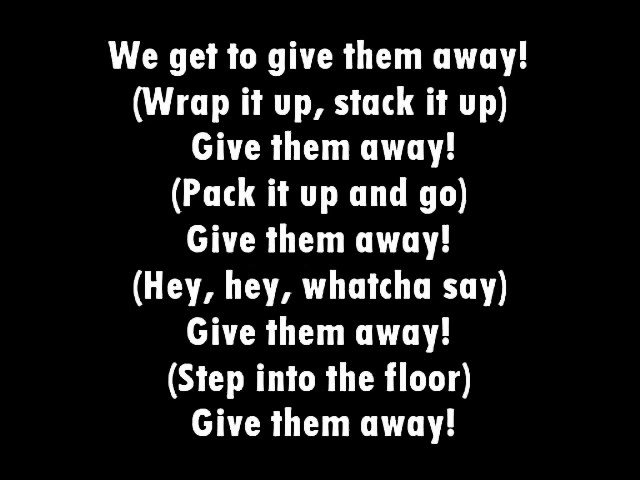 We get to give them away!
(Wrap it up, stack it up)
Give them away!
(Pack it up and go)
Give them away!
(Hey, hey, whatcha say)
Give them away!
(Step into the floor)
Give them away!